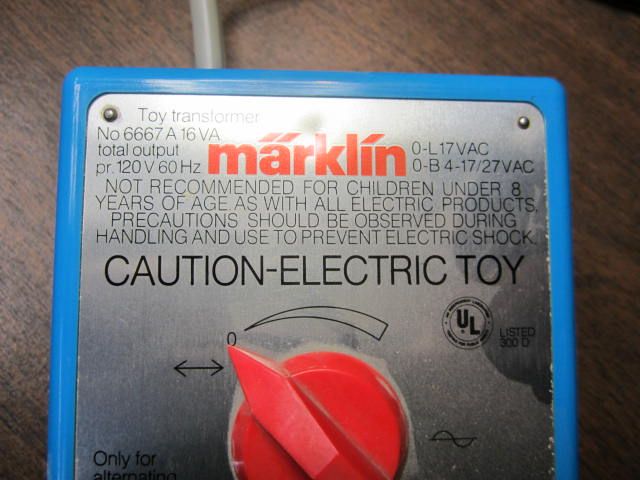 Toy transformer
No 6667 A 16 VA
total output
pr. 120 V 60 Hz
märklin
0-L 17 VAC
0-B 4-17/27 VAC
NOT RECOMMENDED FOR CHILDREN UNDER 8
YEARS OF AGE AS WITH ALL ELECTRIC PRODUCTS,
PRECAUTIONS SHOULD BE OBSERVED DURING
HANDLING AND USE TO PREVENT ELECTRIC SHOCK.
CAUTION-ELECTRIC TOY
0
UL
LISTED
300 D
Only for
alternating